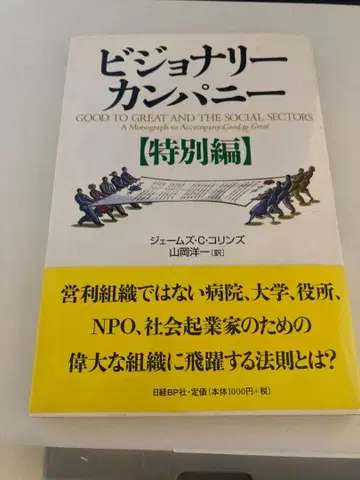 ビジョナリー
カンパニー
GOOD TO GREAT AND THE SOCIAL SECTORS
A Monograph to Accompany Good to Great
【特別編】
ジェームズ・C・コリンズ
山岡洋一[訳]
営利組織ではない病院、大学、役所、
NPO、社会起業家のための
偉大な組織に飛躍する法則とは?
日経BP社・定価(本体1000円+税)